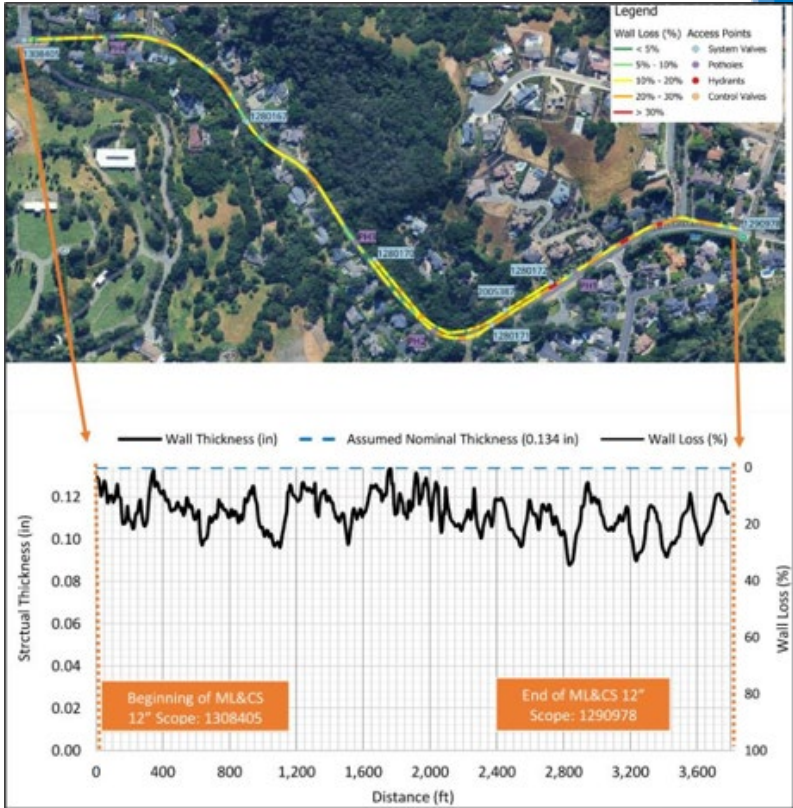 Legend
Wall Loss (%) Access Points
< 5% System Valves
5% - 10% Potholes
10% - 20% Hydrants
20% - 30% Control Valves
> 30%
1308405
1280167
1280170
1280172
2005387
PH1
1280171
PH2
1290978
Wall Thickness (in) Assumed Nominal Thickness (0.134 in) Wall Loss (%)
Strctual Thickness (in)
0.12
0.10
0.08
0.06
0.04
0.02
0.00
0
20
40
60
80
100
Wall Loss (%)
Beginning of ML&CS
12” Scope: 1308405
End of ML&CS 12”
Scope: 1290978
0 400 800 1,200 1,600 2,000 2,400 2,800 3,200 3,600
Distance (ft)